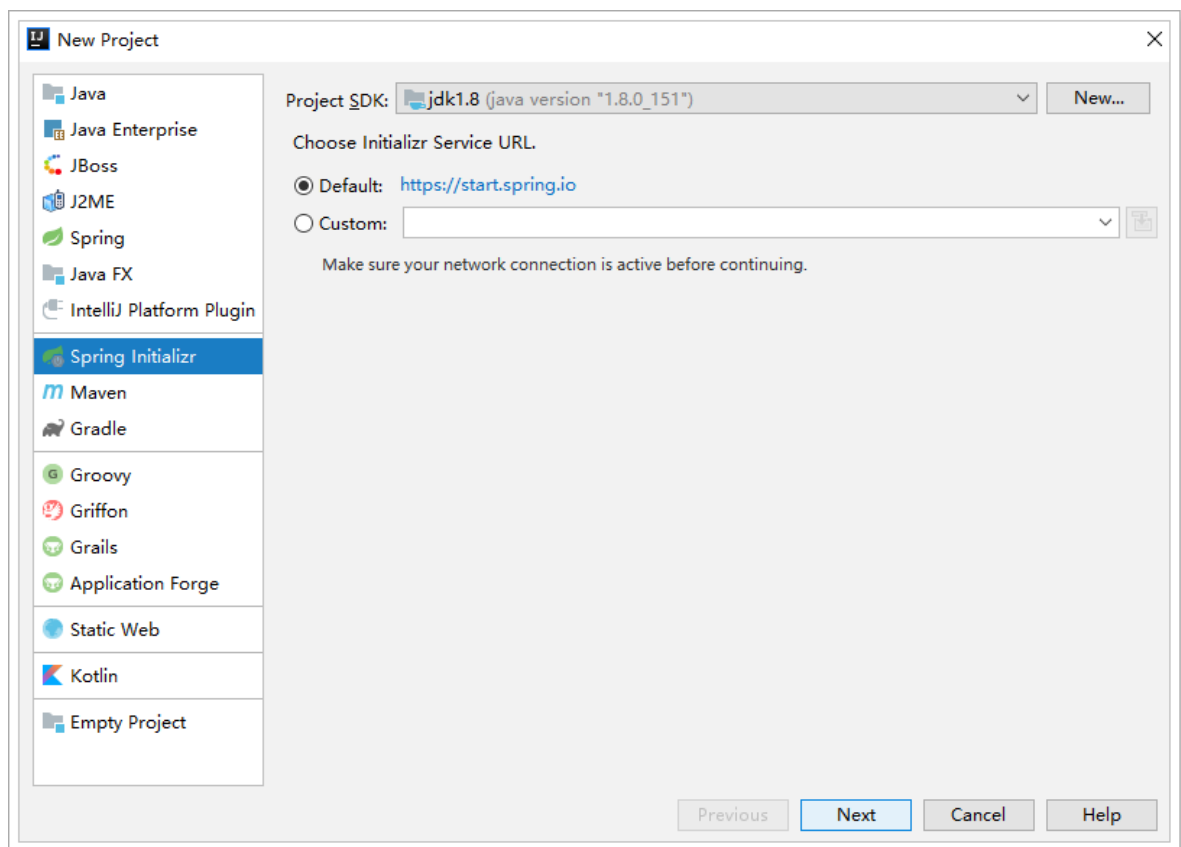 New Project
Java
Java Enterprise
JBoss
J2ME
Spring
Java FX
IntelliJ Platform Plugin
Spring Initializr
Maven
Gradle
Groovy
Griffon
Grails
Application Forge
Static Web
Kotlin
Empty Project
Project SDK: jdk1.8 (java version "1.8.0_151") New...
Choose Initializr Service URL.
Default: https://start.spring.io
Custom:
Make sure your network connection is active before continuing.
Previous Next Cancel Help